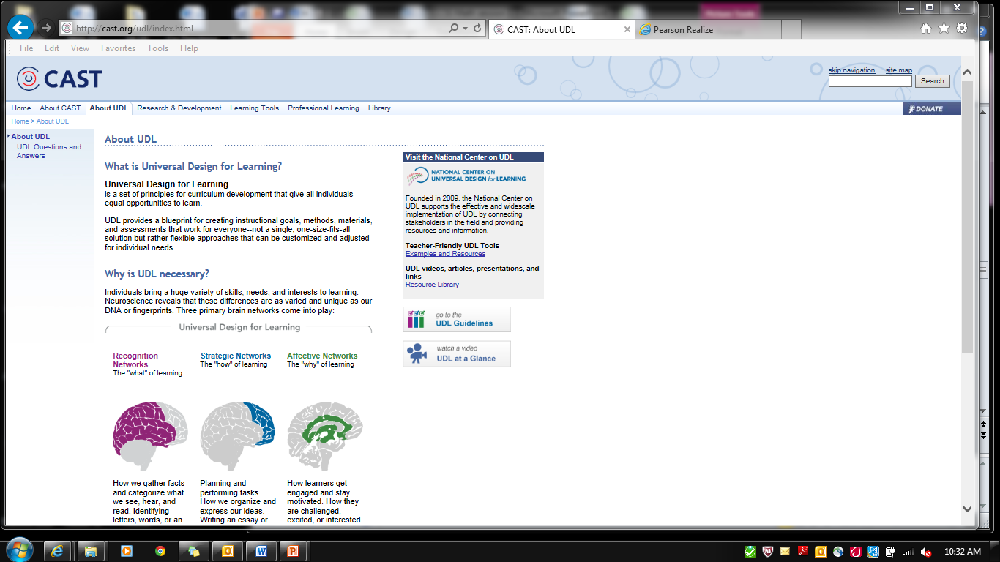 http://cast.org/udl/index.html
CAST: About UDL
Pearson Realize
File Edit View Favorites Tools Help
CAST
skip navigation -- site map
Search
Home About CAST About UDL Research & Development Learning Tools Professional Learning Library
DONATE
Home > About UDL
About UDL
UDL Questions and
Answers
About UDL
What is Universal Design for Learning?
Universal Design for Learning
is a set of principles for curriculum development that give all individuals
equal opportunities to learn.
UDL provides a blueprint for creating instructional goals, methods, materials,
and assessments that work for everyone--not a single, one-size-fits-all
solution but rather flexible approaches that can be customized and adjusted
for individual needs.
Why is UDL necessary?
Individuals bring a huge variety of skills, needs, and interests to learning.
Neuroscience reveals that these differences are as varied and unique as our
DNA or fingerprints. Three primary brain networks come into play:
Universal Design for Learning
Recognition
Networks
The "what" of learning
Strategic Networks
The "how" of learning
Affective Networks
The "why" of learning
How we gather facts
and categorize what
we see, hear, and
read. Identifying
letters, words, or an
Planning and
performing tasks.
How we organize and
express our ideas.
Writing an essay or
How learners get
engaged and stay
motivated. How they
are challenged,
excited, or interested.
Visit the National Center on UDL
NATIONAL CENTER ON
UNIVERSAL DESIGN for LEARNING
Founded in 2009, the National Center on
UDL supports the effective and widescale
implementation of UDL by connecting
stakeholders in the field and providing
resources and information.
Teacher-Friendly UDL Tools
Examples and Resources
UDL videos, articles, presentations, and
links
Resource Library
go to the
UDL Guidelines
watch a video
UDL at a Glance
10:32 AM